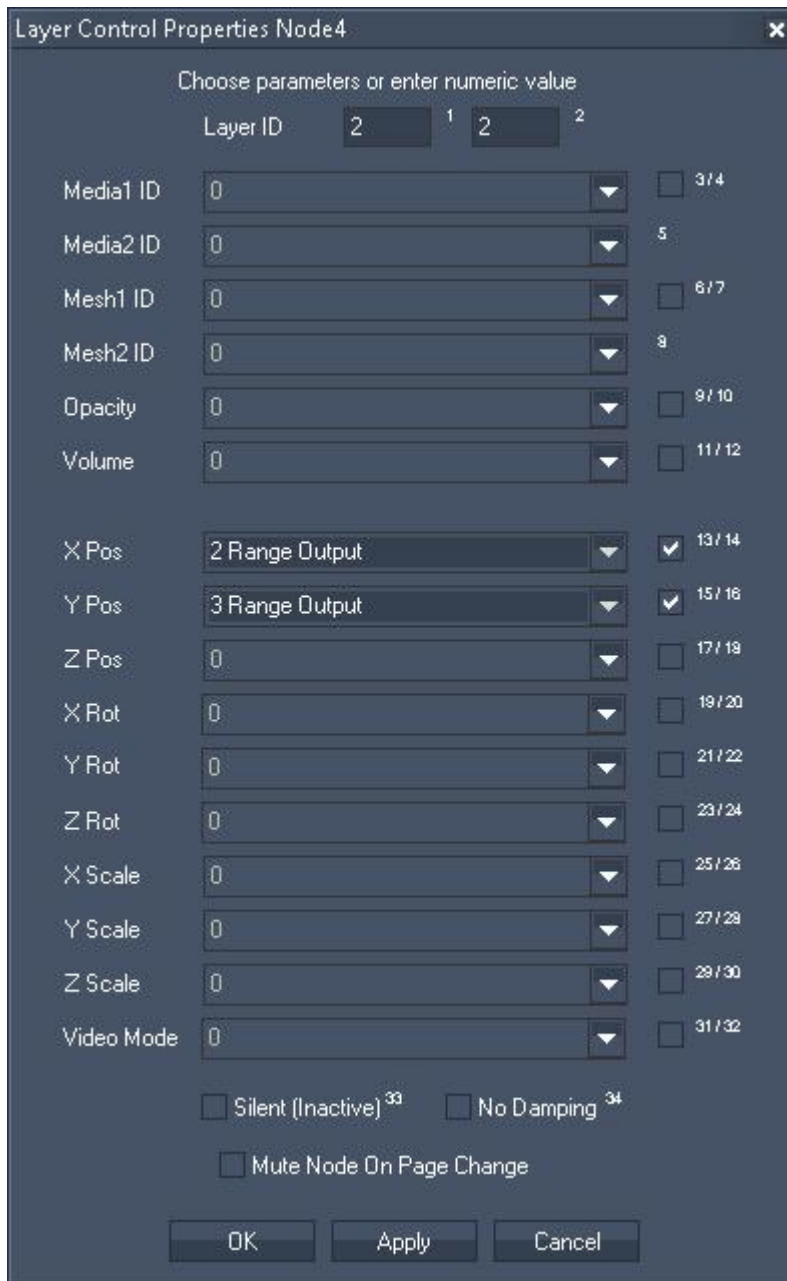 Layer Control Properties Node4
Choose parameters or enter numeric value
Layer ID 2 1 2 2
Media1 ID 0 3/4
Media2 ID 0 5
Mesh1 ID 0 6/7
Mesh2 ID 0 8
Opacity 0 9/10
Volume 0 11/12
X Pos 2 Range Output 13/14
Y Pos 3 Range Output 15/16
Z Pos 0 17/18
X Rot 0 19/20
Y Rot 0 21/22
Z Rot 0 23/24
X Scale 0 25/26
Y Scale 0 27/28
Z Scale 0 29/30
Video Mode 0 31/32
Silent (Inactive) 33 No Damping 34
Mute Node On Page Change
OK Apply Cancel